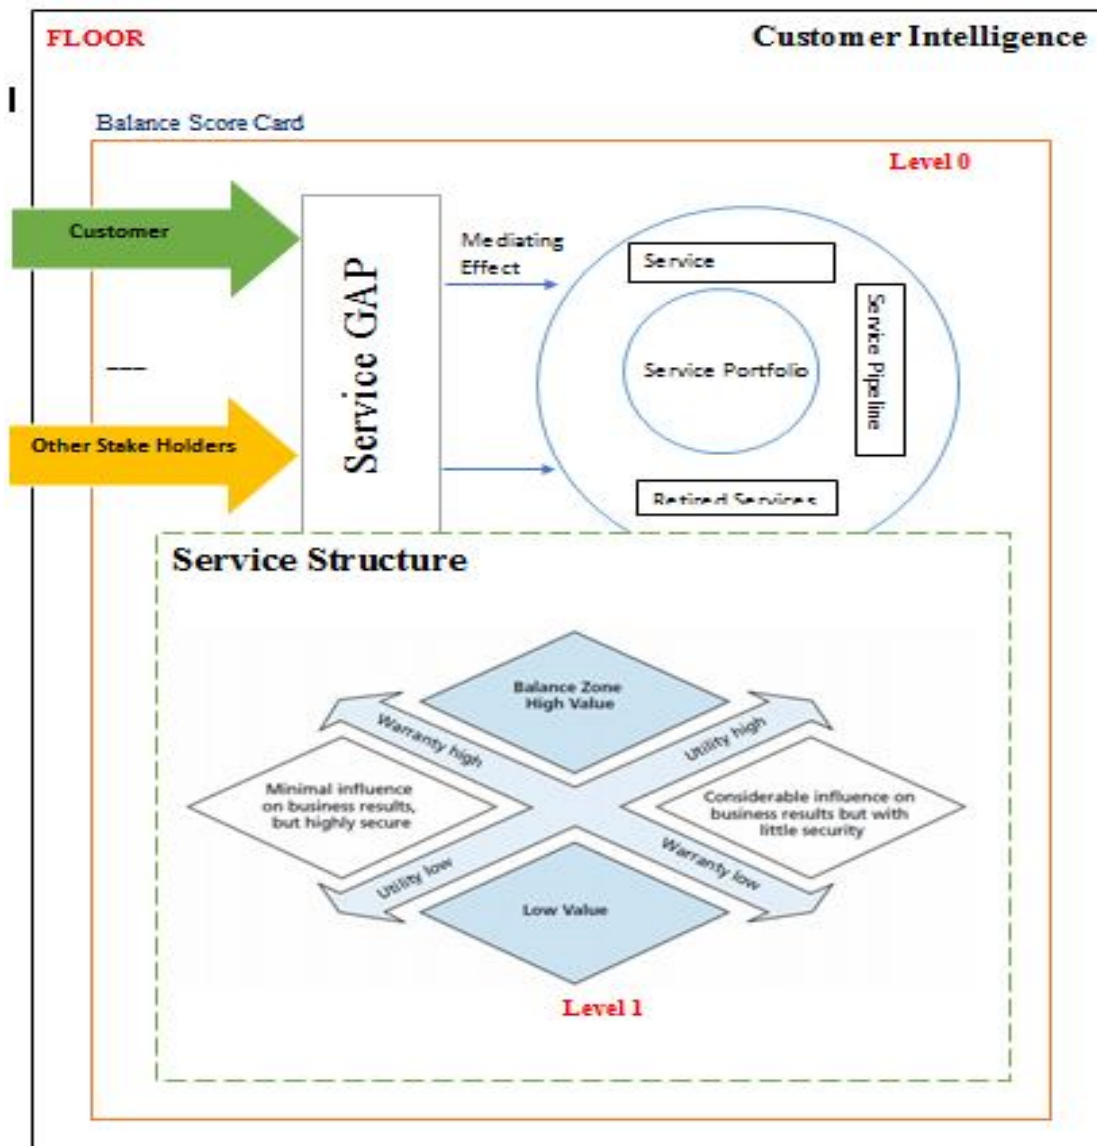 FLOOR
Customer Intelligence
Balance Score Card
Level 0
Customer
Mediating
Effect
Service
Service GAP
Service Pipeline
Service Portfolio
Other Stake Holders
Retired Services
Service Structure
Balance Zone
High Value
Warranty high
Utility high
Minimal influence
on business results,
but highly secure
Considerable influence on
business results but with
little security
Utility low
Warranty low
Low Value
Level 1